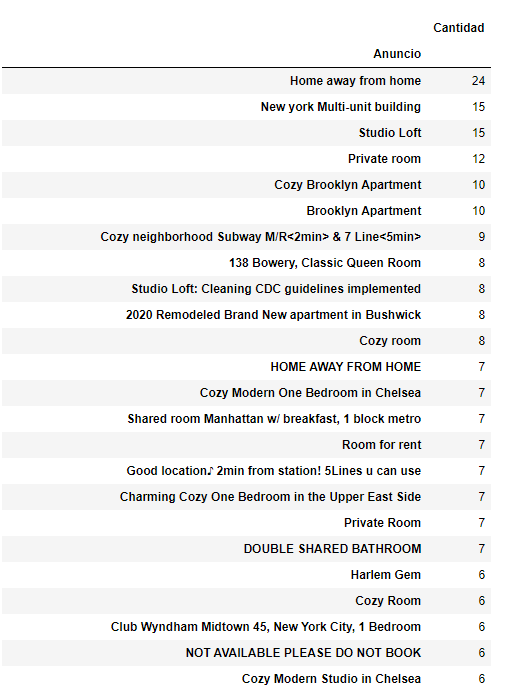 Cantidad
Anuncio
Home away from home 24
New york Multi-unit building 15
Studio Loft 15
Private room 12
Cozy Brooklyn Apartment 10
Brooklyn Apartment 10
Cozy neighborhood Subway M/R<2min> & 7 Line<5min> 9
138 Bowery, Classic Queen Room 8
Studio Loft: Cleaning CDC guidelines implemented 8
2020 Remodeled Brand New apartment in Bushwick 8
Cozy room 8
HOME AWAY FROM HOME 7
Cozy Modern One Bedroom in Chelsea 7
Shared room Manhattan w/ breakfast, 1 block metro 7
Room for rent 7
Good location♪ 2min from station! 5Lines u can use 7
Charming Cozy One Bedroom in the Upper East Side 7
Private Room 7
DOUBLE SHARED BATHROOM 7
Harlem Gem 6
Cozy Room 6
Club Wyndham Midtown 45, New York City, 1 Bedroom 6
NOT AVAILABLE PLEASE DO NOT BOOK 6
Cozy Modern Studio in Chelsea 6